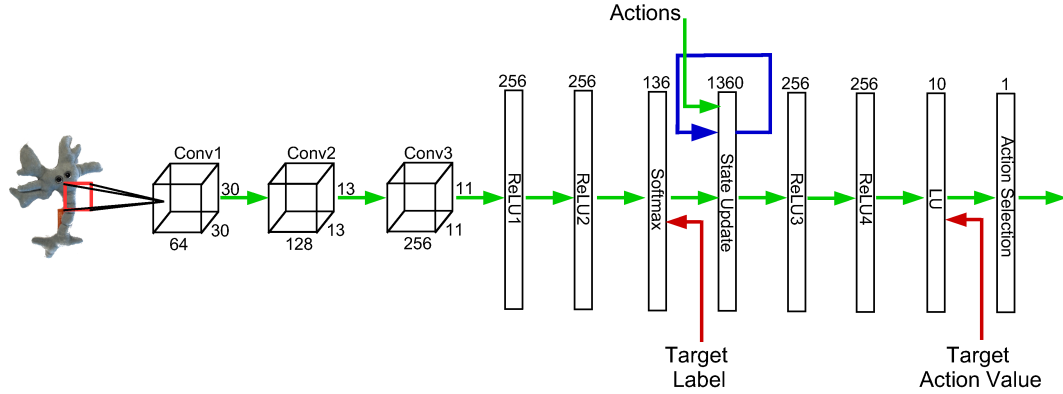 Actions
256
256
136
1360
256
256
10
1
Conv1
Conv2
Conv3
30
13
11
30
13
11
64
128
256
ReLU1
ReLU2
Softmax
State Update
ReLU3
ReLU4
LU
Action Selection
Target
Label
Target
Action Value